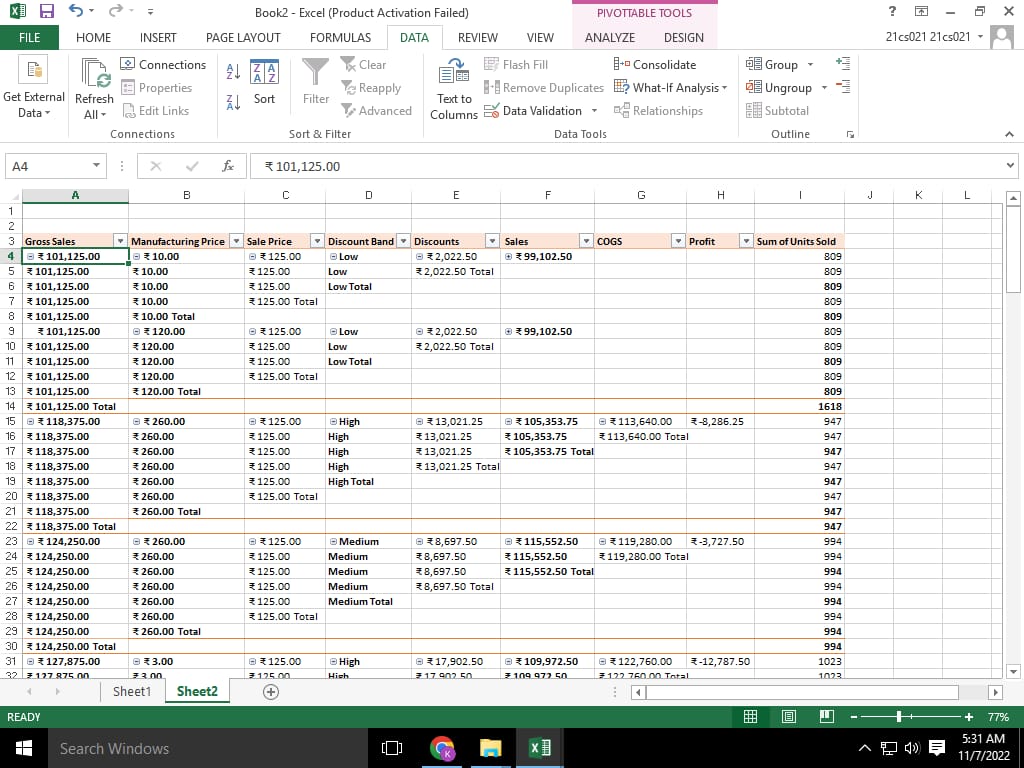 Book2 - Excel (Product Activation Failed)
PIVOTTABLE TOOLS
FILE HOME INSERT PAGE LAYOUT FORMULAS DATA REVIEW VIEW ANALYZE DESIGN 21cs021 21cs021
Get External Data
Refresh All
Connections
Properties
Edit Links
Connections
Sort
Filter
Clear
Reapply
Advanced
Sort & Filter
Text to Columns
Flash Fill
Remove Duplicates
Data Validation
Consolidate
What-If Analysis
Relationships
Data Tools
Group
Ungroup
Subtotal
Outline
A4 fx ₹ 101,125.00
A B C D E F G H I J K L
1
2
3 Gross Sales Manufacturing Price Sale Price Discount Band Discounts Sales COGS Profit Sum of Units Sold
4 ₹ 101,125.00 ₹ 10.00 ₹ 125.00 Low ₹ 2,022.50 ₹ 99,102.50 809
5 ₹ 101,125.00 ₹ 10.00 ₹ 125.00 Low ₹ 2,022.50 Total 809
6 ₹ 101,125.00 ₹ 10.00 ₹ 125.00 Low Total 809
7 ₹ 101,125.00 ₹ 10.00 ₹ 125.00 Total 809
8 ₹ 101,125.00 ₹ 10.00 Total 809
9 ₹ 101,125.00 ₹ 120.00 ₹ 125.00 Low ₹ 2,022.50 ₹ 99,102.50 809
10 ₹ 101,125.00 ₹ 120.00 ₹ 125.00 Low ₹ 2,022.50 Total 809
11 ₹ 101,125.00 ₹ 120.00 ₹ 125.00 Low Total 809
12 ₹ 101,125.00 ₹ 120.00 ₹ 125.00 Total 809
13 ₹ 101,125.00 ₹ 120.00 Total 809
14 ₹ 101,125.00 Total 1618
15 ₹ 118,375.00 ₹ 260.00 ₹ 125.00 High ₹ 13,021.25 ₹ 105,353.75 ₹ 113,640.00 ₹ -8,286.25 947
16 ₹ 118,375.00 ₹ 260.00 ₹ 125.00 High ₹ 13,021.25 ₹ 105,353.75 ₹ 113,640.00 Total 947
17 ₹ 118,375.00 ₹ 260.00 ₹ 125.00 High ₹ 13,021.25 ₹ 105,353.75 Total 947
18 ₹ 118,375.00 ₹ 260.00 ₹ 125.00 High ₹ 13,021.25 Total 947
19 ₹ 118,375.00 ₹ 260.00 ₹ 125.00 High Total 947
20 ₹ 118,375.00 ₹ 260.00 ₹ 125.00 Total 947
21 ₹ 118,375.00 ₹ 260.00 Total 947
22 ₹ 118,375.00 Total 947
23 ₹ 124,250.00 ₹ 260.00 ₹ 125.00 Medium ₹ 8,697.50 ₹ 115,552.50 ₹ 119,280.00 ₹ -3,727.50 994
24 ₹ 124,250.00 ₹ 260.00 ₹ 125.00 Medium ₹ 8,697.50 ₹ 115,552.50 ₹ 119,280.00 Total 994
25 ₹ 124,250.00 ₹ 260.00 ₹ 125.00 Medium ₹ 8,697.50 ₹ 115,552.50 Total 994
26 ₹ 124,250.00 ₹ 260.00 ₹ 125.00 Medium ₹ 8,697.50 Total 994
27 ₹ 124,250.00 ₹ 260.00 ₹ 125.00 Medium Total 994
28 ₹ 124,250.00 ₹ 260.00 ₹ 125.00 Total 994
29 ₹ 124,250.00 ₹ 260.00 Total 994
30 ₹ 124,250.00 Total 994
31 ₹ 127,875.00 ₹ 3.00 ₹ 125.00 High ₹ 17,902.50 ₹ 109,972.50 ₹ 122,760.00 ₹ -12,787.50 1023
32 ₹ 127,875.00 ₹ 3.00 ₹ 125.00 High ₹ 17,902.50 ₹ 109,972.50 ₹ 122,760.00 Total 1023
Sheet1 Sheet2
READY 77%
Search Windows
5:31 AM
11/7/2022